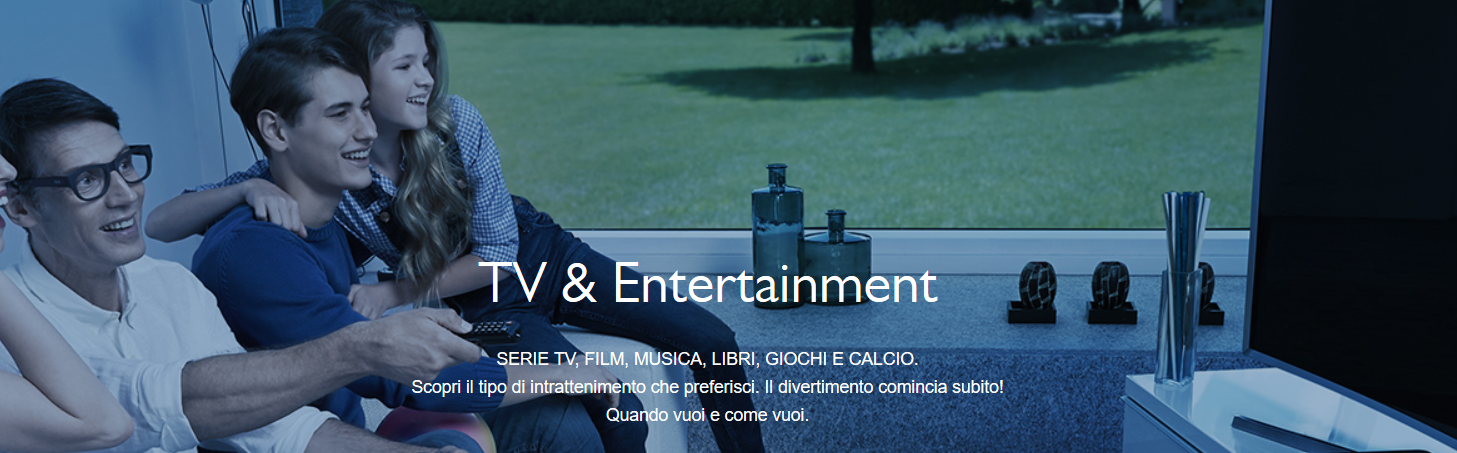 TV & Entertainment
SERIE TV, FILM, MUSICA, LIBRI, GIOCHI E CALCIO.
Scopri il tipo di intrattenimento che preferisci. Il divertimento comincia subito!
Quando vuoi e come vuoi.